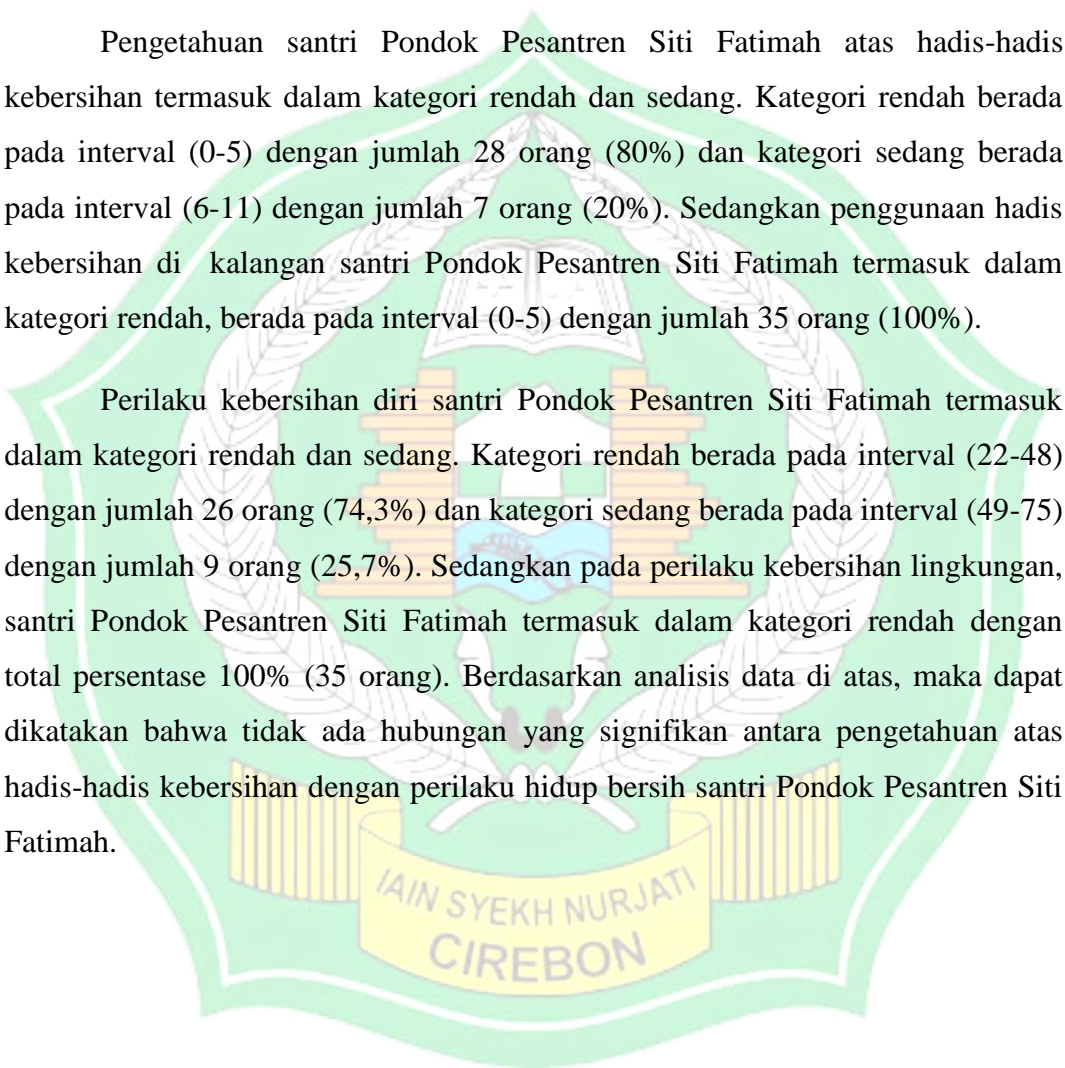 Pengetahuan santri Pondok Pesantren Siti Fatimah atas hadis-hadis
kebersihan termasuk dalam kategori rendah dan sedang. Kategori rendah berada
pada interval (0-5) dengan jumlah 28 orang (80%) dan kategori sedang berada
pada interval (6-11) dengan jumlah 7 orang (20%). Sedangkan penggunaan hadis
kebersihan di kalangan santri Pondok Pesantren Siti Fatimah termasuk dalam
kategori rendah, berada pada interval (0-5) dengan jumlah 35 orang (100%).
Perilaku kebersihan diri santri Pondok Pesantren Siti Fatimah termasuk
dalam kategori rendah dan sedang. Kategori rendah berada pada interval (22-48)
dengan jumlah 26 orang (74,3%) dan kategori sedang berada pada interval (49-75)
dengan jumlah 9 orang (25,7%). Sedangkan pada perilaku kebersihan lingkungan,
santri Pondok Pesantren Siti Fatimah termasuk dalam kategori rendah dengan
total persentase 100% (35 orang). Berdasarkan analisis data di atas, maka dapat
dikatakan bahwa tidak ada hubungan yang signifikan antara pengetahuan atas
hadis-hadis kebersihan dengan perilaku hidup bersih santri Pondok Pesantren Siti
Fatimah.
IAIN SYEKH NURJATI
CIREBON